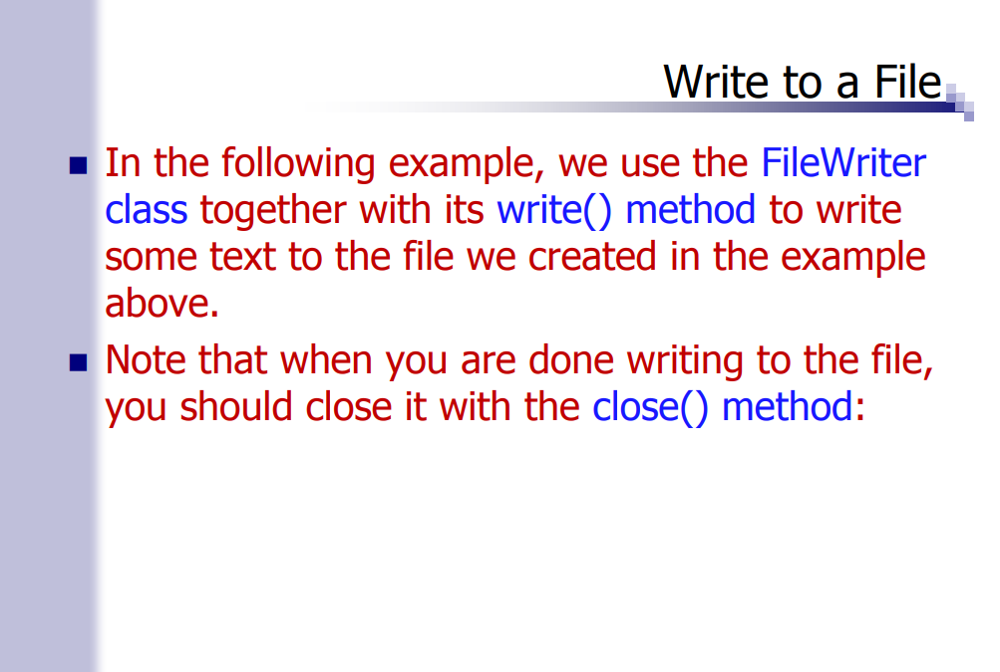 Write to a File
In the following example, we use the FileWriter
class together with its write() method to write
some text to the file we created in the example
above.
Note that when you are done writing to the file,
you should close it with the close() method: